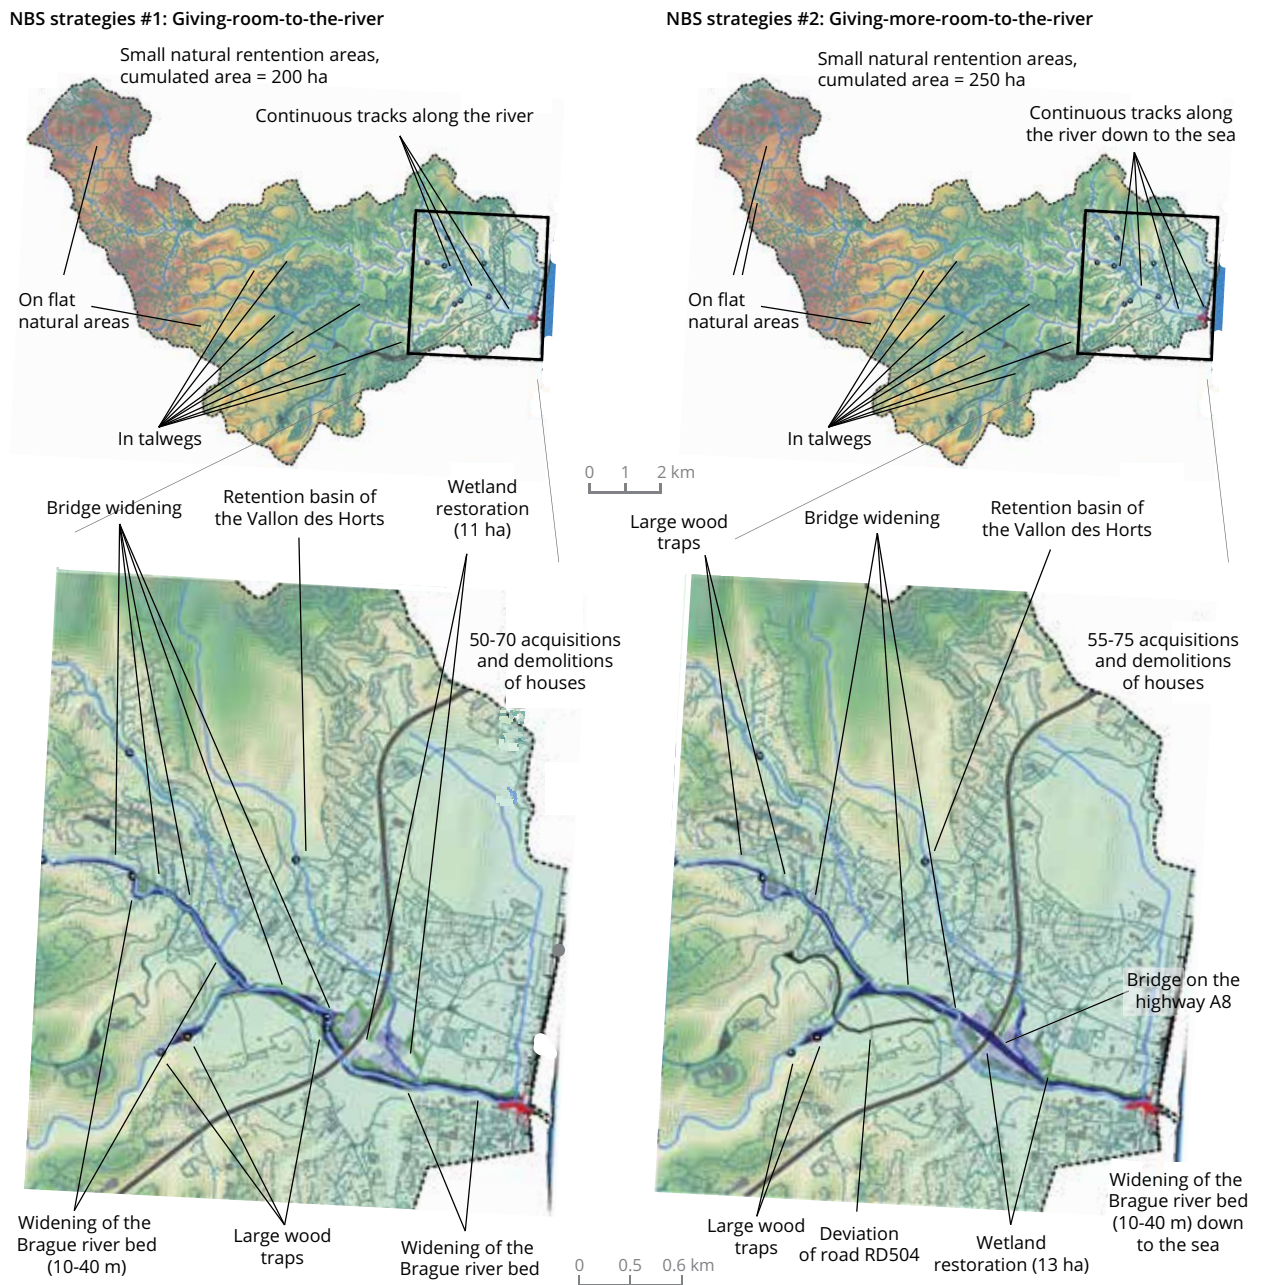 NBS strategies #1: Giving-room-to-the-river
Small natural rentention areas,
cumulated area = 200 ha
Continuous tracks along the river
On flat
natural areas
In talwegs
NBS strategies #2: Giving-more-room-to-the-river
Small natural rentention areas,
cumulated area = 250 ha
Continuous tracks along
the river down to the sea
On flat
natural areas
In talwegs
0 1 2 km
Bridge widening
Retention basin of
the Vallon des Horts
Wetland
restoration
(11 ha)
50-70 acquisitions
and demolitions
of houses
Widening of the
Brague river bed
(10-40 m)
Large wood
traps
Widening of the
Brague river bed
Large wood
traps
Bridge widening
Retention basin of
the Vallon des Horts
55-75 acquisitions
and demolitions
of houses
Bridge on the
highway A8
Large wood
traps
Deviation
of road RD504
Wetland
restoration (13 ha)
Widening of the
Brague river bed
(10-40 m) down
to the sea
0 0.5 0.6 km